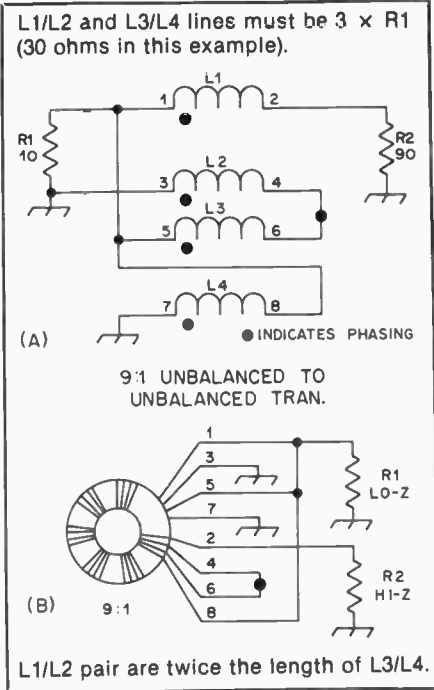 L1/L2 and L3/L4 lines must be 3 × R1
(30 ohms in this example).
L1
1
2
R1
10
R2
90
L2
3
4
L3
5
6
L4
7
8
(A)
● INDICATES PHASING
9:1 UNBALANCED TO
UNBALANCED TRAN.
1
3
5
7
2
4
6
8
R1
LO-Z
R2
HI-Z
(B)
9:1
L1/L2 pair are twice the length of L3/L4.